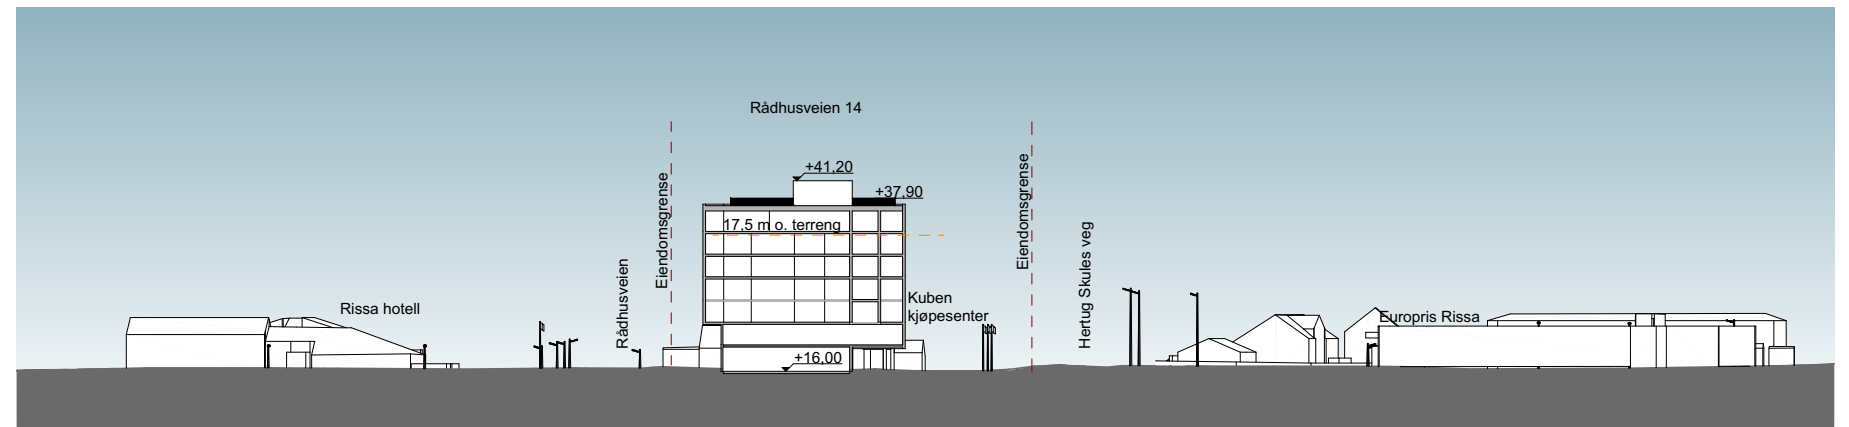 Rådhusveien 14
+41,20
+37,90
Eiendomsgrense
17,5 m o. terreng
Eiendomsgrense
Hertug Skules veg
Rådhusveien
Rissa hotell
Kuben
kjøpesenter
Europris Rissa
+16,00